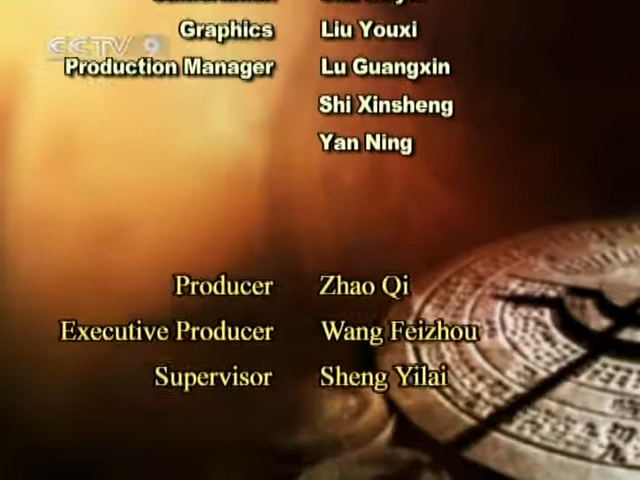 Graphics Liu Youxi
CCTV 9
Production Manager Lu Guangxin
Shi Xinsheng
Yan Ning
Producer Zhao Qi
Executive Producer Wang Feizhou
Supervisor Sheng Yilai